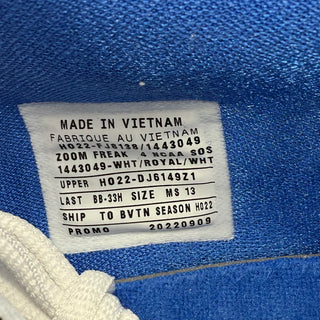 MADE IN VIETNAM
FABRIQUE AU VIETNAM
HO22-FJ8138/1443049
ZOOM FREAK 4 NCAA SOS
1443049-WHT/ROYAL/WHT
UPPER HO22-DJ6149Z1
LAST BB-33H SIZE MS 13
SHIP TO BVTN SEASON HO22
PROMO 20220909